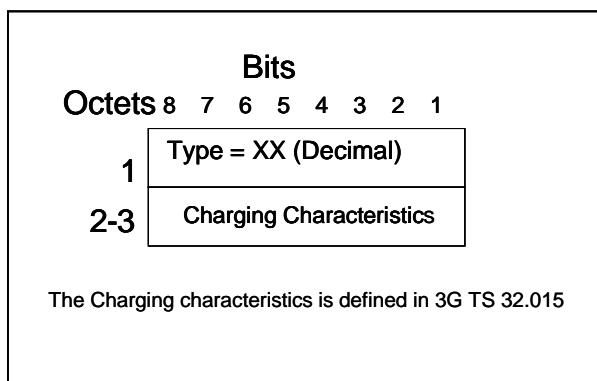 Bits
Octets 8 7 6 5 4 3 2 1
1 Type = XX (Decimal)
2-3 Charging Characteristics
The Charging characteristics is defined in 3G TS 32.015